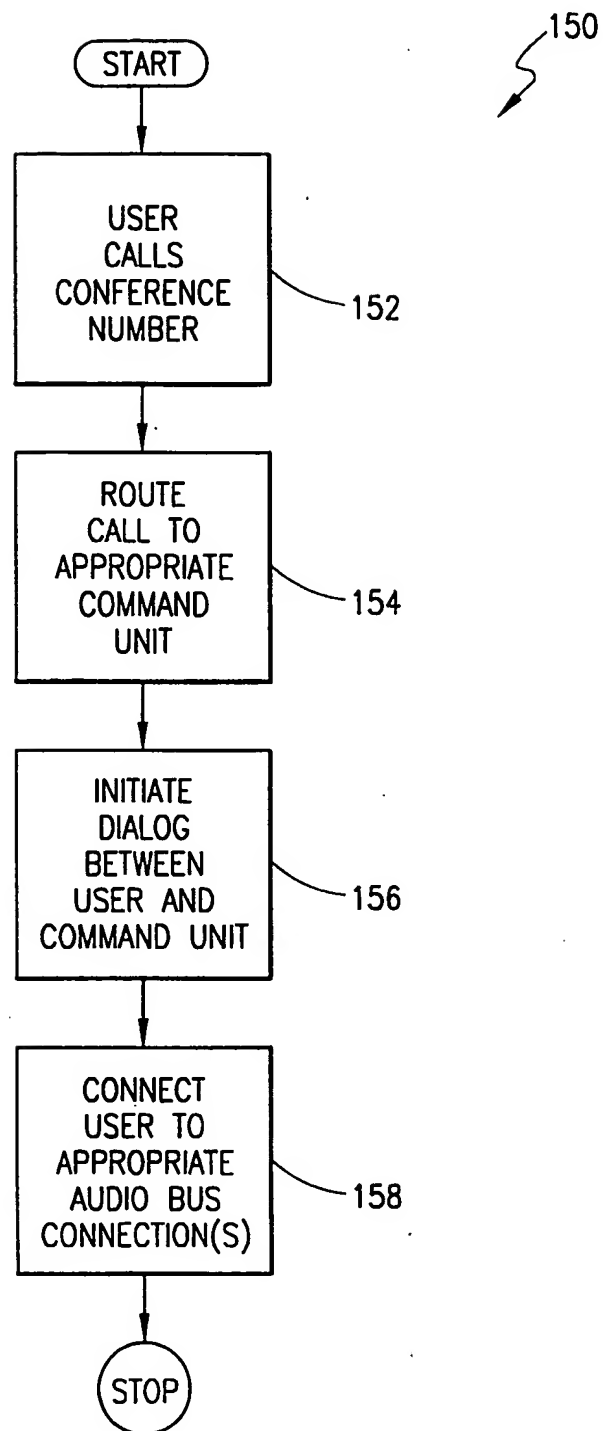 150
START
USER
CALLS
CONFERENCE
NUMBER
152
ROUTE
CALL TO
APPROPRIATE
COMMAND
UNIT
154
INITIATE
DIALOG
BETWEEN
USER AND
COMMAND UNIT
156
CONNECT
USER TO
APPROPRIATE
AUDIO BUS
CONNECTION(S)
158
STOP